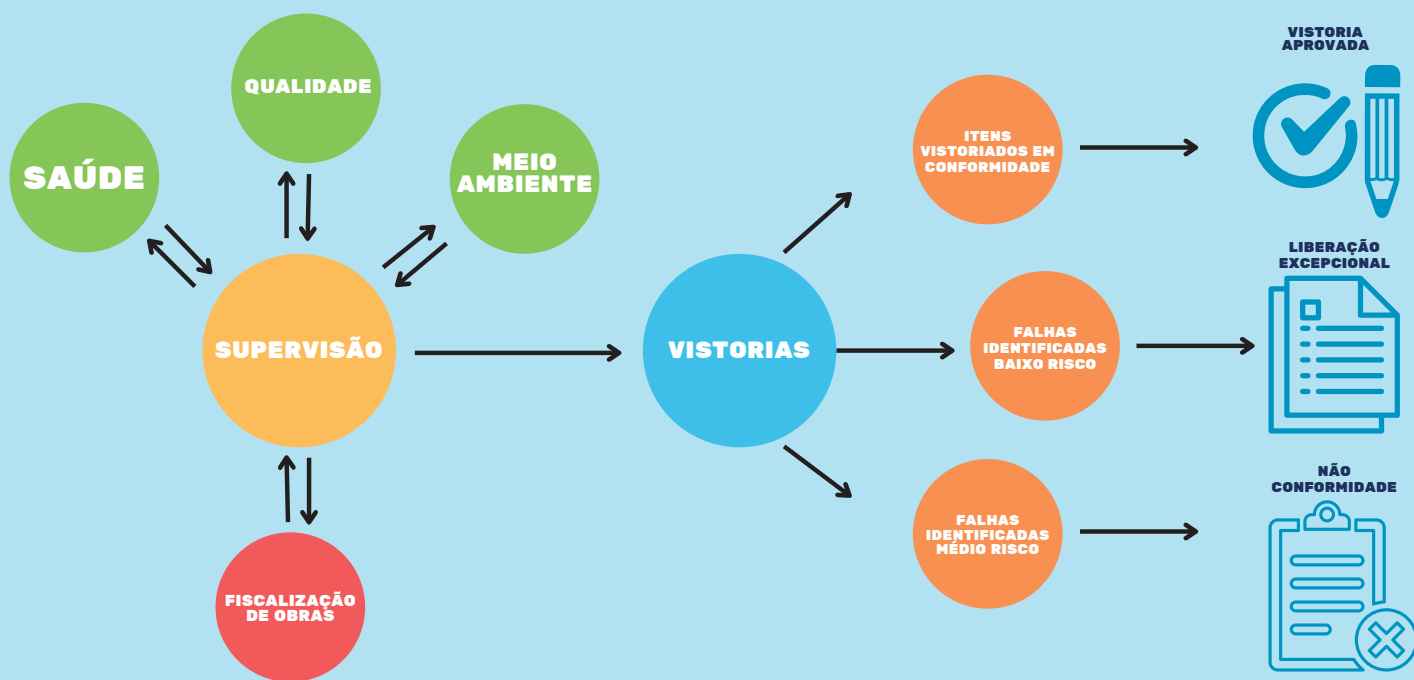 SAÚDE
QUALIDADE
MEIO
AMBIENTE
SUPERVISÃO
FISCALIZAÇÃO
DE OBRAS
VISTORIAS
ITENS
VISTORIADOS EM
CONFORMIDADE
FALHAS
IDENTIFICADAS
BAIXO RISCO
FALHAS
IDENTIFICADAS
MÉDIO RISCO
VISTORIA
APROVADA
LIBERAÇÃO
EXCEPCIONAL
NÃO
CONFORMIDADE